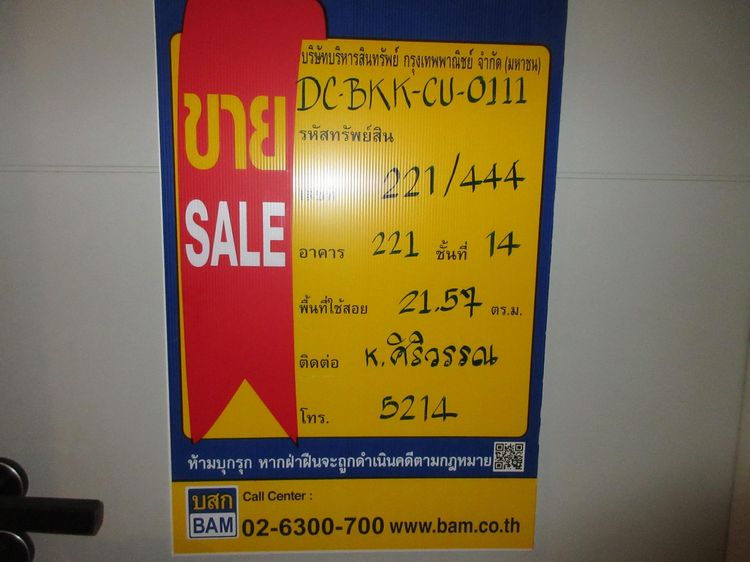 ขาย
SALE
บริษัทบริหารสินทรัพย์ กรุงเทพพาณิชย์ จำกัด (มหาชน)
DC-BKK-CU-0111
รหัสทรัพย์สิน
เลขที่ 221/444
อาคาร 221 ชั้นที่ 14
พื้นที่ใช้สอย 21.57 ตร.ม.
ติดต่อ K. ศิริวรรณ
โทร. 5214
ห้ามบุกรุก หากฝ่าฝืนจะถูกดำเนินคดีตามกฎหมาย
บสก
BAM
Call Center :
02-6300-700 www.bam.co.th